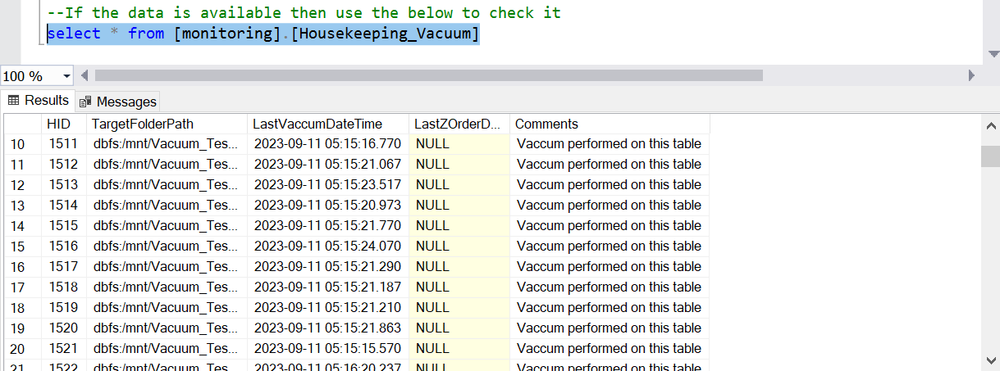 --If the data is available then use the below to check it
select * from [monitoring].[Housekeeping_Vacuum]
100 %
Results Messages
HID TargetFolderPath LastVaccumDateTime LastZOrderD... Comments
10 1511 dbfs:/mnt/Vacuum_Tes... 2023-09-11 05:15:16.770 NULL Vaccum performed on this table
11 1512 dbfs:/mnt/Vacuum_Tes... 2023-09-11 05:15:21.067 NULL Vaccum performed on this table
12 1513 dbfs:/mnt/Vacuum_Tes... 2023-09-11 05:15:23.517 NULL Vaccum performed on this table
13 1514 dbfs:/mnt/Vacuum_Tes... 2023-09-11 05:15:20.973 NULL Vaccum performed on this table
14 1515 dbfs:/mnt/Vacuum_Tes... 2023-09-11 05:15:21.770 NULL Vaccum performed on this table
15 1516 dbfs:/mnt/Vacuum_Tes... 2023-09-11 05:15:24.070 NULL Vaccum performed on this table
16 1517 dbfs:/mnt/Vacuum_Tes... 2023-09-11 05:15:21.290 NULL Vaccum performed on this table
17 1518 dbfs:/mnt/Vacuum_Tes... 2023-09-11 05:15:21.187 NULL Vaccum performed on this table
18 1519 dbfs:/mnt/Vacuum_Tes... 2023-09-11 05:15:21.210 NULL Vaccum performed on this table
19 1520 dbfs:/mnt/Vacuum_Tes... 2023-09-11 05:15:21.863 NULL Vaccum performed on this table
20 1521 dbfs:/mnt/Vacuum_Tes... 2023-09-11 05:15:15.570 NULL Vaccum performed on this table
21 1522 dbfs:/mnt/Vacuum_Tes... 2023-09-11 05:16:20.237 NULL Vaccum performed on this table